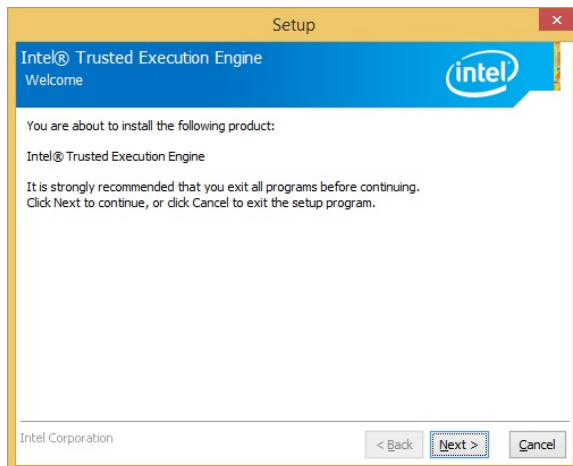 Setup
Intel® Trusted Execution Engine
Welcome
intel
You are about to install the following product:
Intel® Trusted Execution Engine
It is strongly recommended that you exit all programs before continuing.
Click Next to continue, or click Cancel to exit the setup program.
Intel Corporation
< Back Next > Cancel